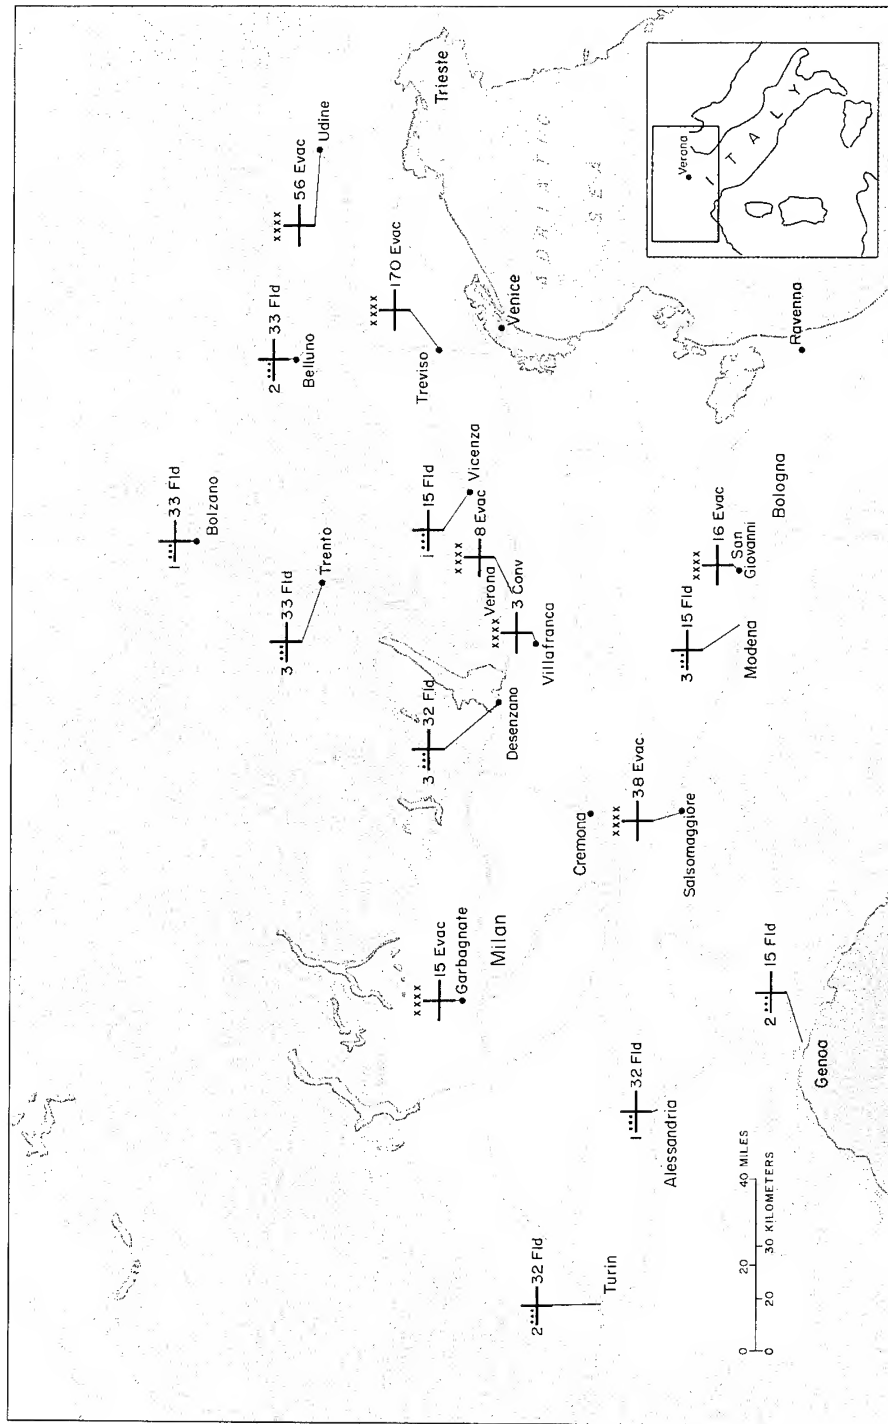 1 33 Fld
Bolzano
2 33 Fld
Belluno
xxxx
56 Evac
Udine
3 33 Fld
Trento
xxxx
170 Evac
Treviso
Trieste
3 32 Fld
Desenzano
1 15 Fld
Vicenza
xxxx
8 Evac
Verona
xxxx
3 Conv
Villafranca
Venice
ADRIATIC
SEA
xxxx
15 Evac
Garbagnate
Milan
2 32 Fld
Turin
Cremona
xxxx
38 Evac
Salsomaggiore
1 32 Fld
Alessandria
3 15 Fld
Modena
xxxx
16 Evac
San
Giovanni
Bologna
Ravenna
2 15 Fld
Genoa
0 20 40 MILES
0 20 30 KILOMETERS
Verona
ITALY